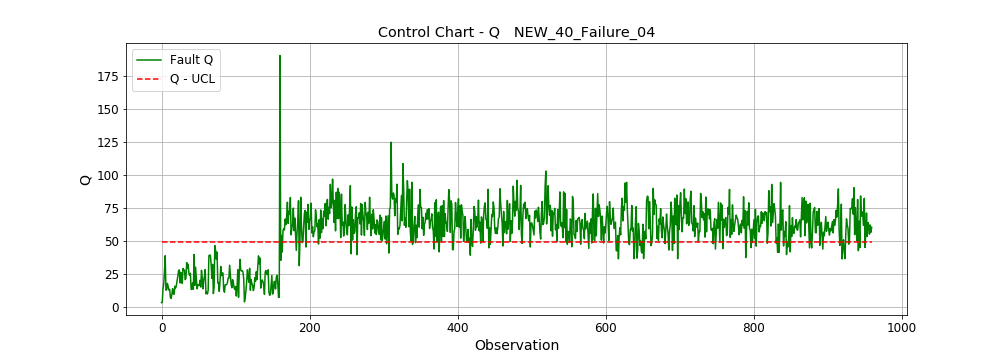 Control Chart - Q   NEW_40_Failure_04
Fault Q
Q - UCL
175
150
125
100
75
50
25
0
Q
0 200 400 600 800 1000
Observation